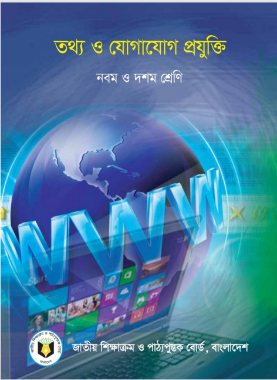 তথ্য ও যোগাযোগ প্রযুক্তি
নবম ও দশম শ্রেণি
WWW
জাতীয় শিক্ষাক্রম ও পাঠ্যপুস্তক বোর্ড, বাংলাদেশ